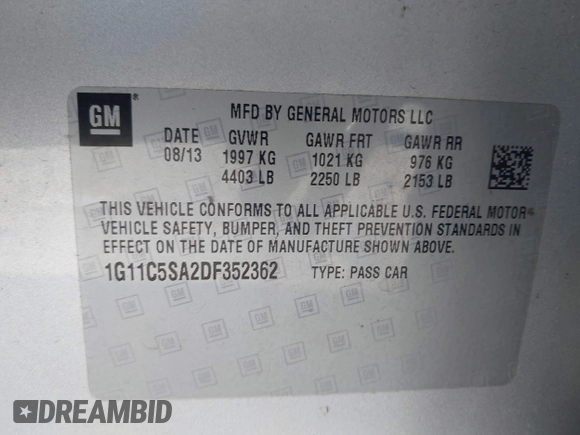 GM
MFD BY GENERAL MOTORS LLC
DATE GVWR GAWR FRT GAWR RR
08/13 1997 KG 1021 KG 976 KG
4403 LB 2250 LB 2153 LB
THIS VEHICLE CONFORMS TO ALL APPLICABLE U.S. FEDERAL MOTOR
VEHICLE SAFETY, BUMPER, AND THEFT PREVENTION STANDARDS IN
EFFECT ON THE DATE OF MANUFACTURE SHOWN ABOVE.
1G11C5SA2DF352362 TYPE: PASS CAR
DREAMBID